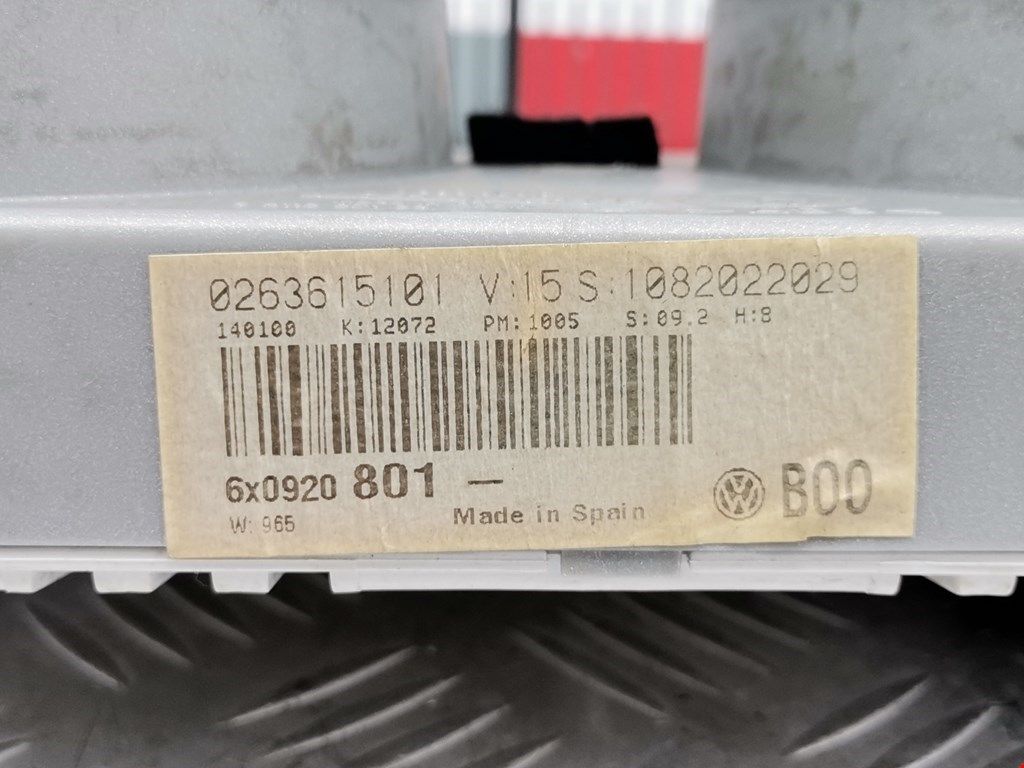 0263615101 V:15 S:1082022029
140100 K:12072 PM:1005 S:09.2 H:8
6x0920 801 –
B00
W: 965 Made in Spain